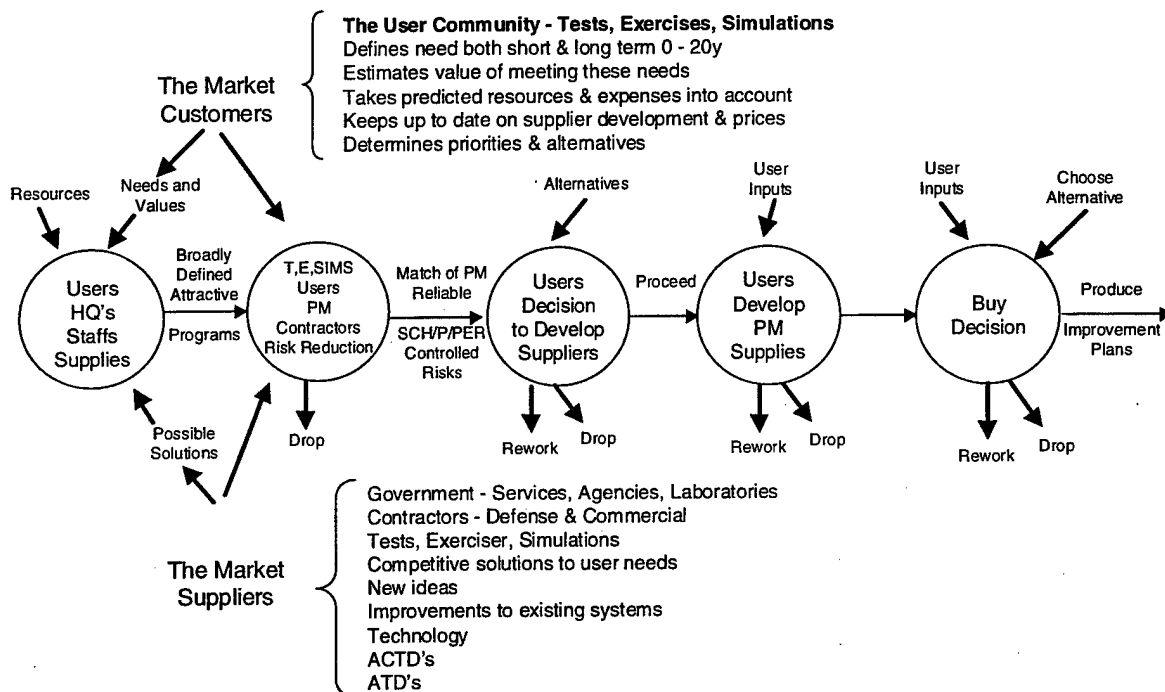 The User Community - Tests, Exercises, Simulations
Defines need both short & long term 0 - 20y
Estimates value of meeting these needs
Takes predicted resources & expenses into account
Keeps up to date on supplier development & prices
Determines priorities & alternatives
The Market
Customers
Resources
Needs and
Values
Alternatives
User
Inputs
User
Inputs
Choose
Alternative
Users
HQ's
Staffs
Supplies
Broadly
Defined
Attractive
Programs
T,E,SIMS
Users
PM
Contractors
Risk Reduction
Match of PM
Reliable
SCH/P/PER
Controlled
Risks
Users
Decision
to Develop
Suppliers
Proceed
Users
Develop
PM
Supplies
Buy
Decision
Produce
Improvement
Plans
Possible
Solutions
Drop
Rework
Drop
Rework
Drop
Rework
Drop
The Market
Suppliers
Government - Services, Agencies, Laboratories
Contractors - Defense & Commercial
Tests, Exerciser, Simulations
Competitive solutions to user needs
New ideas
Improvements to existing systems
Technology
ACTD's
ATD's